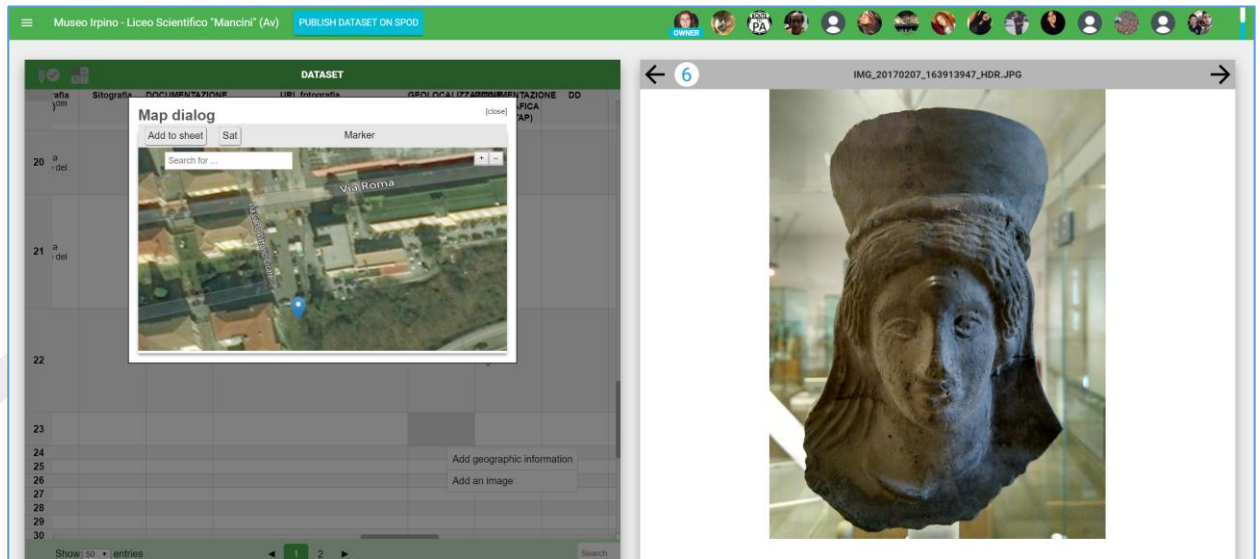 Museo Irpino - Liceo Scientifico "Mancini" (Av) PUBLISH DATASET ON SPOD
OWNER
DATASET
Sitografia DOCUMENTAZIONE URL fotografia
Map dialog [close]
Add to sheet Sat Marker
Search for ... + -
Via Roma
20
21
22
23
24
25
26
27
28
29
30
Add geographic information
Add an image
Show 50 entries 1 2 Search
6 IMG_20170207_163913947_HDR.JPG